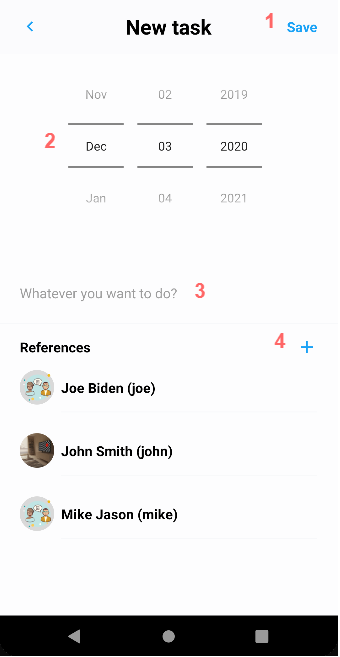 New task
1
Save
Nov 02 2019
2
Dec 03 2020
Jan 04 2021
Whatever you want to do?
3
References
4
+
Joe Biden (joe)
John Smith (john)
Mike Jason (mike)